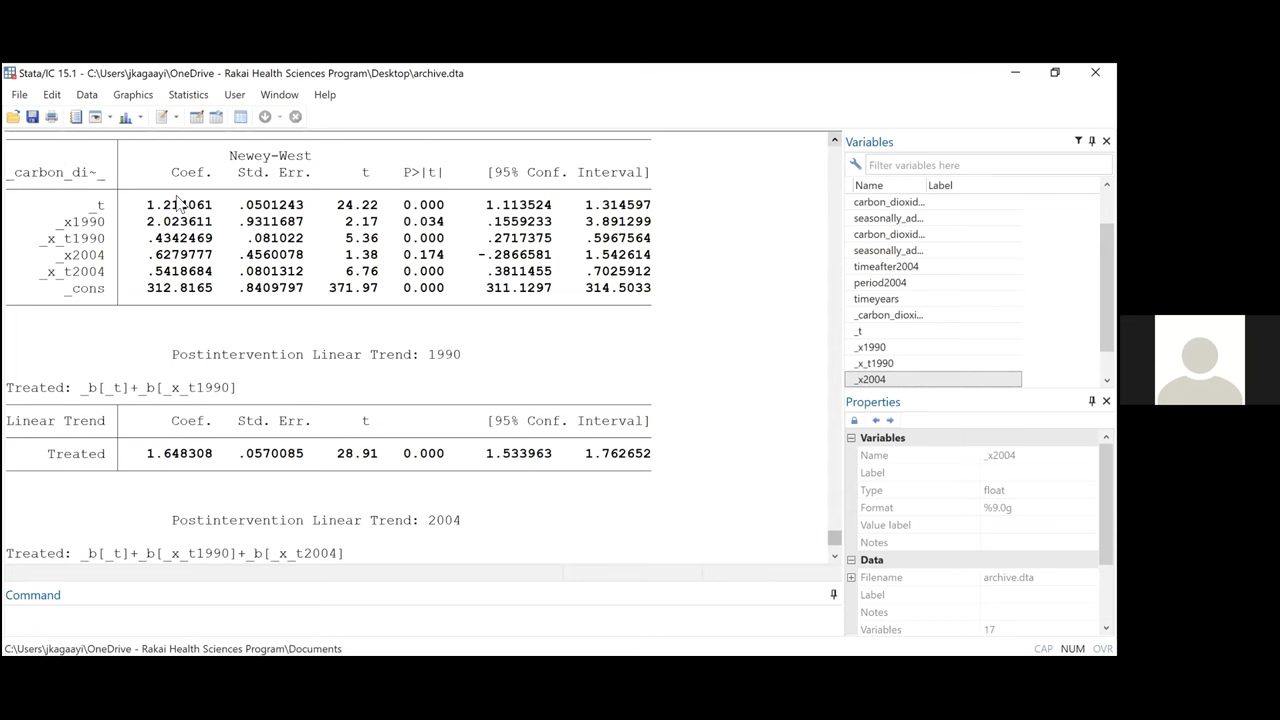 Stata/IC 15.1 - C:\Users\jkagaayi\OneDrive - Rakai Health Sciences Program\Desktop\archive.dta
File Edit Data Graphics Statistics User Window Help
Newey-West
_carbon_di~_ Coef. Std. Err. t P>|t| [95% Conf. Interval]
_t 24.22 .0501243 0.000 1.113524 1.314597
_x1990 2.023611 .9311687 2.17 0.034 .1559233 3.891299
_x_t1990 .4342469 .081022 5.36 0.000 .2717375 .5967564
_x2004 .6279777 .4560078 1.38 0.174 -.2866581 1.542614
_x_t2004 .5418684 .0801312 6.76 0.000 .3811455 .7025912
_cons 312.8165 .8409797 371.97 0.000 311.1297 314.5033
Postintervention Linear Trend: 1990
Treated: _b[_t]+_b[_x_t1990]
Linear Trend Coef. Std. Err. t [95% Conf. Interval]
Treated 1.648308 .0570085 28.91 0.000 1.533963 1.762652
Postintervention Linear Trend: 2004
Treated: _b[_t]+_b[_x_t1990]+_b[_x_t2004]
Command
C:\Users\jkagaayi\OneDrive - Rakai Health Sciences Program\Documents
Variables
Filter variables here
Name Label
carbon_dioxid...
seasonally_ad...
carbon_dioxid...
seasonally_ad...
timeafter2004
period2004
timeyears
_carbon_dioxi...
_t
_x1990
_x_t1990
_x2004
Properties
Variables
Name _x2004
Label
Type float
Format %9.0g
Value label
Notes
Data
Filename archive.dta
Label
Notes
Variables 17
CAP NUM OVR